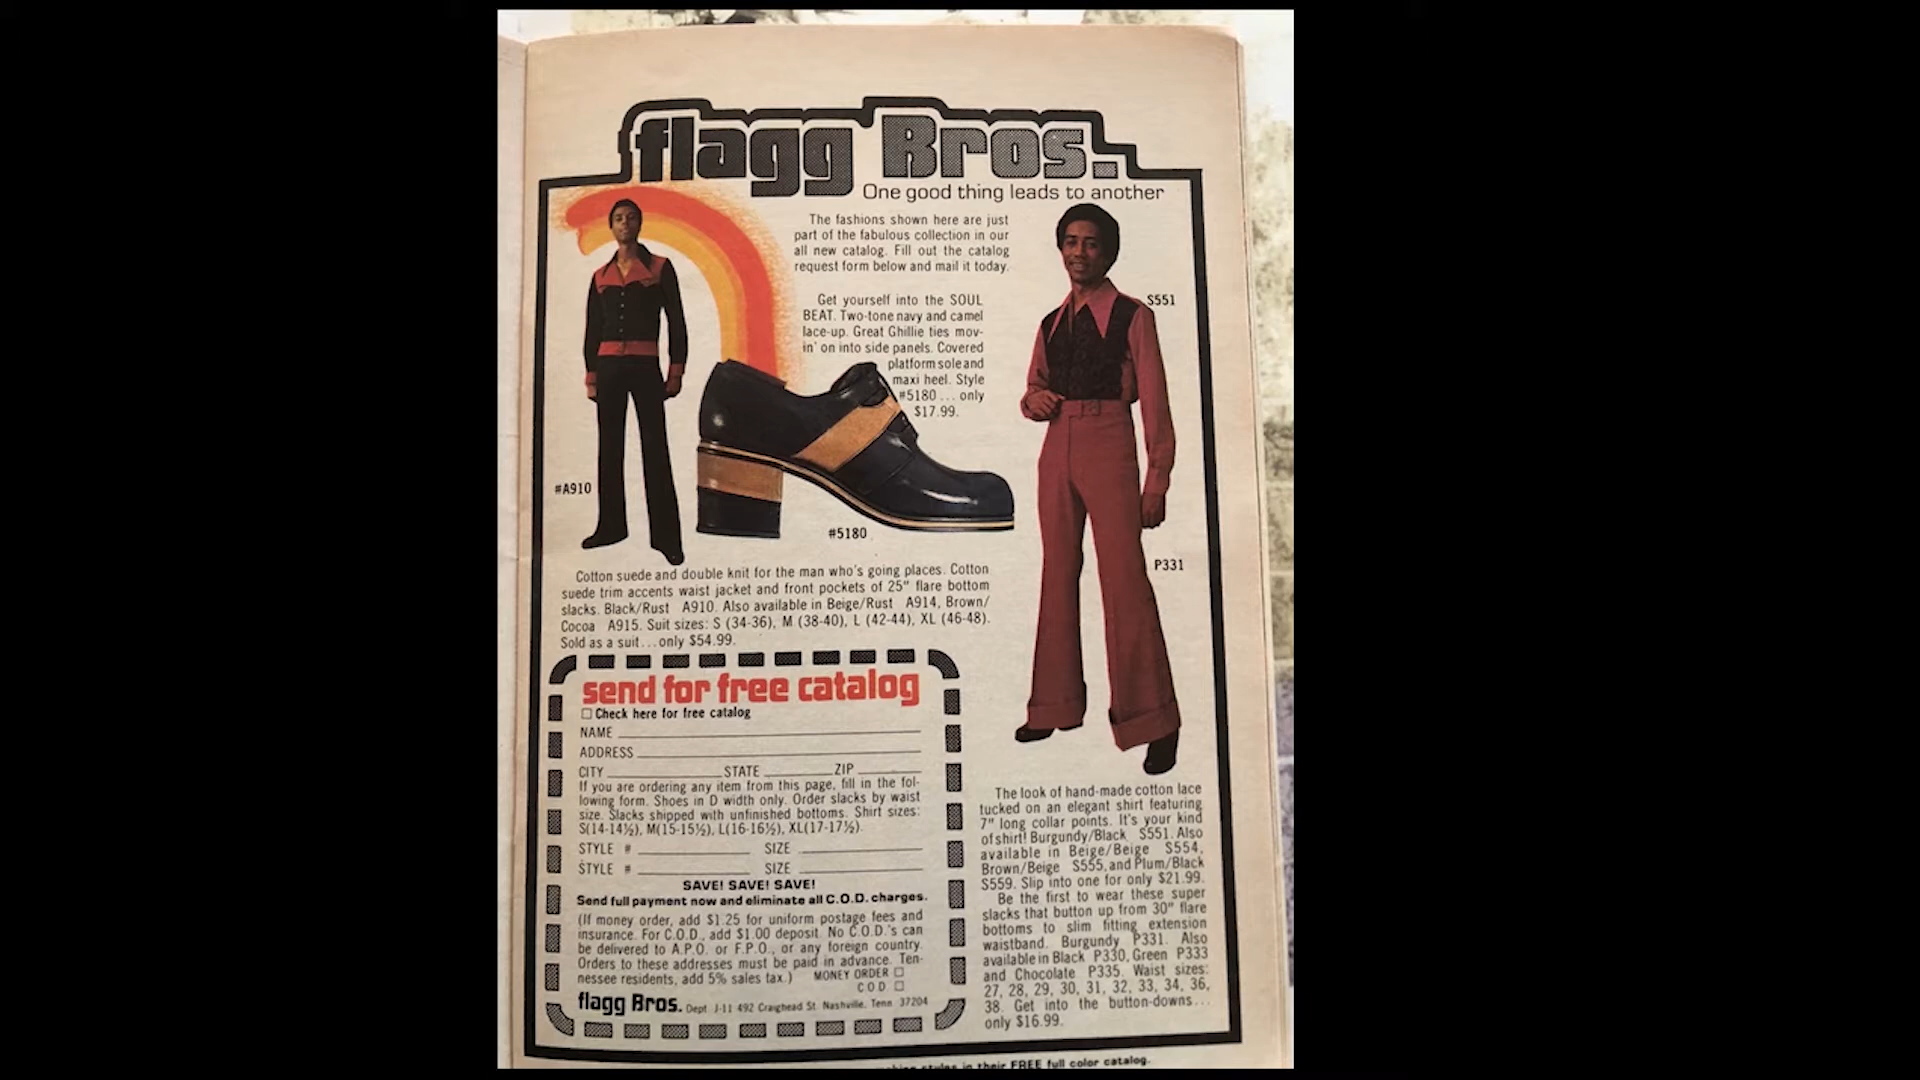 flagg Bros.
One good thing leads to another
The fashions shown here are just
part of the fabulous collection in our
all new catalog. Fill out the catalog
request form below and mail it today.
Get yourself into the SOUL
BEAT. Two-tone navy and camel
lace-up. Great Ghillie ties mov-
in' on into side panels. Covered
platform sole and
maxi heel. Style
#5180 ... only
$17.99.
S551
#A910
#5180
P331
Cotton suede and double knit for the man who's going places. Cotton
suede trim accents waist jacket and front pockets of 25" flare bottom
slacks. Black/Rust A910. Also available in Beige/Rust A914, Brown/
Cocoa A915. Suit sizes: S (34-36), M (38-40), L (42-44), XL (46-48).
Sold as a suit...only $54.99.
send for free catalog
Check here for free catalog
NAME
ADDRESS
CITY STATE ZIP
If you are ordering any item from this page, fill in the fol-
lowing form. Shoes in D width only. Order slacks by waist
size. Slacks shipped with unfinished bottoms. Shirt sizes:
S(14-14½), M(15-15½), L(16-16½), XL(17-17½).
STYLE # SIZE
STYLE # SIZE
SAVE! SAVE! SAVE!
Send full payment now and eliminate all C.O.D. charges.
(If money order, add $1.25 for uniform postage fees and
insurance. For C.O.D., add $1.00 deposit. No C.O.D.'s can
be delivered to A.P.O. or F.P.O., or any foreign country.
Orders to these addresses must be paid in advance. Ten-
nessee residents, add 5% sales tax.) MONEY ORDER
C O D
flagg Bros. Dept J-11 492 Craighead St. Nashville, Tenn 37204
The look of hand-made cotton lace
tucked on an elegant shirt featuring
7" long collar points. It's your kind
of shirt! Burgundy/Black S551. Also
available in Beige/Beige S554,
Brown/Beige S555, and Plum/Black
S559. Slip into one for only $21.99.
Be the first to wear these super
slacks that button up from 30" flare
bottoms to slim fitting extension
waistband. Burgundy P331. Also
available in Black P330, Green P333
and Chocolate P335. Waist sizes:
27, 28, 29, 30, 31, 32, 33, 34, 36,
38. Get into the button-downs...
only $16.99.
styles in their FREE full color catalog.